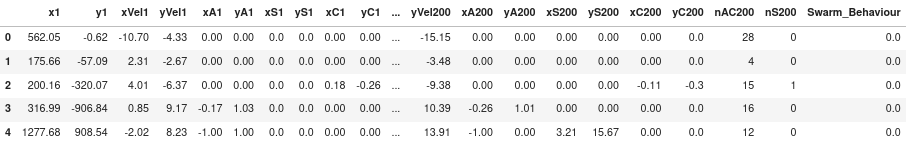 x1 y1 xVel1 yVel1 xA1 yA1 xS1 yS1 xC1 yC1 ... yVel200 xA200 yA200 xS200 yS200 xC200 yC200 nAC200 nS200 Swarm_Behaviour
0 562.05 -0.62 -10.70 -4.33 0.00 0.00 0.0 0.0 0.00 0.00 ... -15.15 0.00 0.00 0.00 0.00 0.00 0.0 28 0 0.0
1 175.66 -57.09 2.31 -2.67 0.00 0.00 0.0 0.0 0.00 0.00 ... -3.48 0.00 0.00 0.00 0.00 0.00 0.0 4 0 0.0
2 200.16 -320.07 4.01 -6.37 0.00 0.00 0.0 0.0 0.18 -0.26 ... -9.38 0.00 0.00 0.00 0.00 -0.11 -0.3 15 1 0.0
3 316.99 -906.84 0.85 9.17 -0.17 1.03 0.0 0.0 0.00 0.00 ... 10.39 -0.26 1.01 0.00 0.00 0.00 0.0 16 0 0.0
4 1277.68 908.54 -2.02 8.23 -1.00 1.00 0.0 0.0 0.00 0.00 ... 13.91 -1.00 0.00 3.21 15.67 0.00 0.0 12 0 0.0